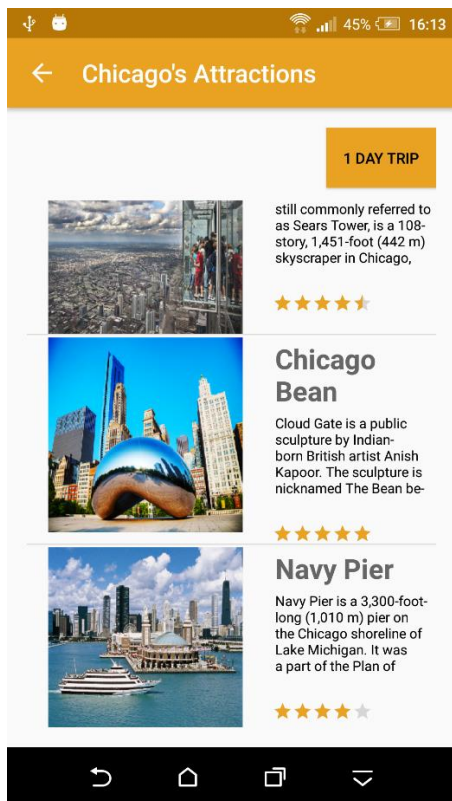 45% 16:13
Chicago's Attractions
1 DAY TRIP
still commonly referred to
as Sears Tower, is a 108-
story, 1,451-foot (442 m)
skyscraper in Chicago,
Chicago
Bean
Cloud Gate is a public
sculpture by Indian-
born British artist Anish
Kapoor. The sculpture is
nicknamed The Bean be-
Navy Pier
Navy Pier is a 3,300-foot-
long (1,010 m) pier on
the Chicago shoreline of
Lake Michigan. It was
a part of the Plan of